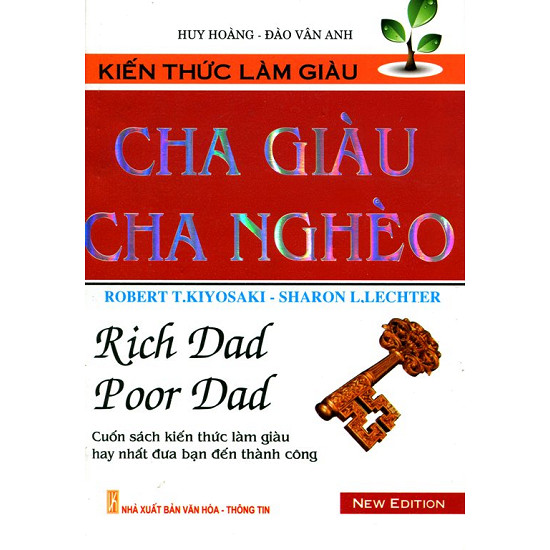 HUY HOÀNG - ĐÀO VÂN ANH
KIẾN THỨC LÀM GIÀU
CHA GIÀU
CHA NGHÈO
ROBERT T.KIYOSAKI - SHARON L.LECHTER
Rich Dad
Poor Dad
Cuốn sách kiến thức làm giàu
hay nhất đưa bạn đến thành công
NHÀ XUẤT BẢN VĂN HÓA - THÔNG TIN
NEW EDITION